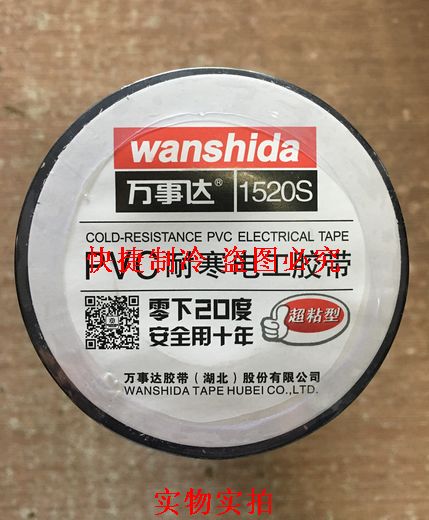 wanshida
万事达® 1520S
COLD-RESISTANCE PVC ELECTRICAL TAPE
PVC 耐寒 电工胶带
快捷制冷 盗图必究
零下20度
安全用十年
超粘型
万事达胶带(湖北)股份有限公司
WANSHIDA TAPE HUBEI CO.,LTD.
实物实拍